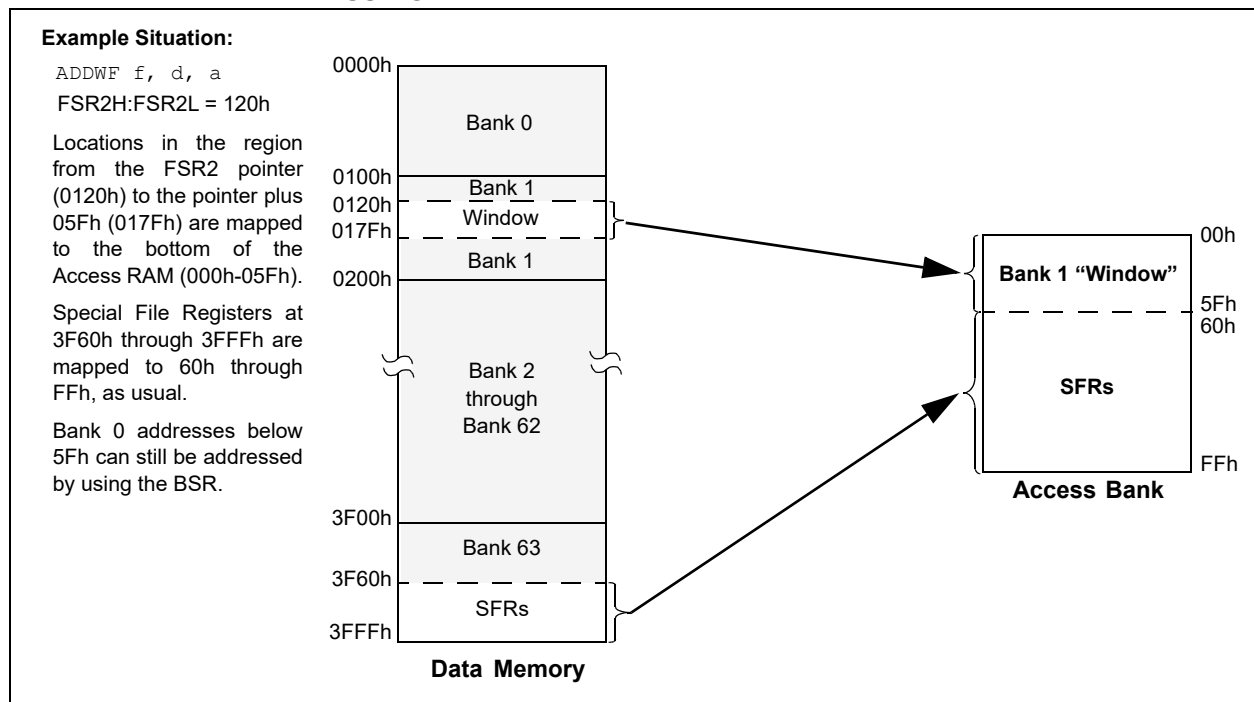 Example Situation:
ADDWF f, d, a
FSR2H:FSR2L = 120h
Locations in the region
from the FSR2 pointer
(0120h) to the pointer plus
05Fh (017Fh) are mapped
to the bottom of the
Access RAM (000h-05Fh).
Special File Registers at
3F60h through 3FFFh are
mapped to 60h through
FFh, as usual.
Bank 0 addresses below
5Fh can still be addressed
by using the BSR.
0000h
Bank 0
0100h
Bank 1
0120h
Window
017Fh
Bank 1
0200h
Bank 2
through
Bank 62
3F00h
Bank 63
3F60h
SFRs
3FFFh
Data Memory
00h
Bank 1 “Window”
5Fh
60h
SFRs
FFh
Access Bank